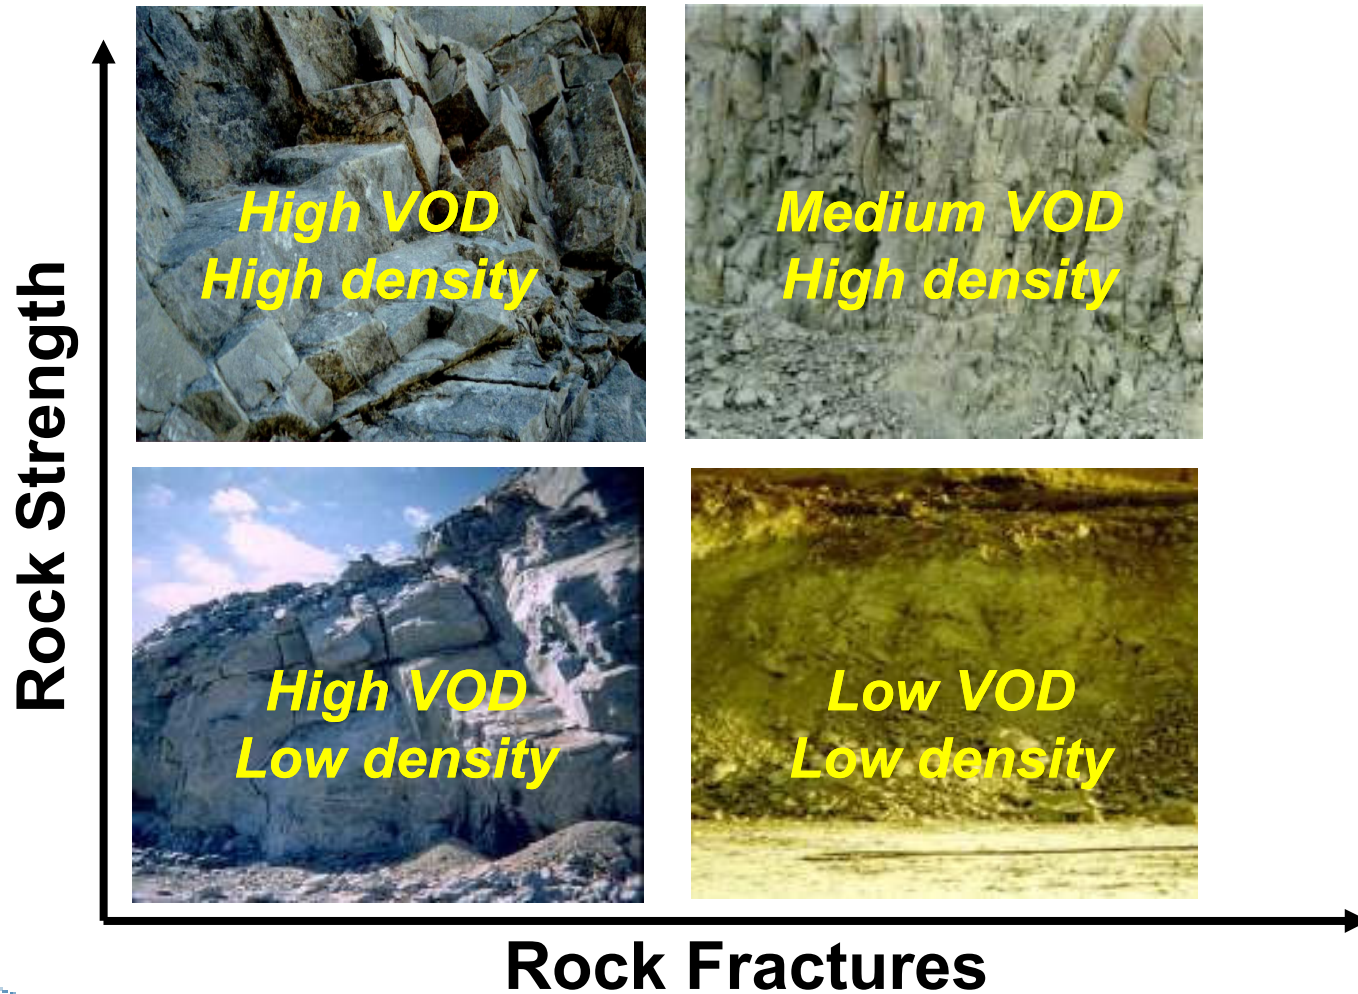 Rock Strength
High VOD
High density
Medium VOD
High density
High VOD
Low density
Low VOD
Low density
Rock Fractures